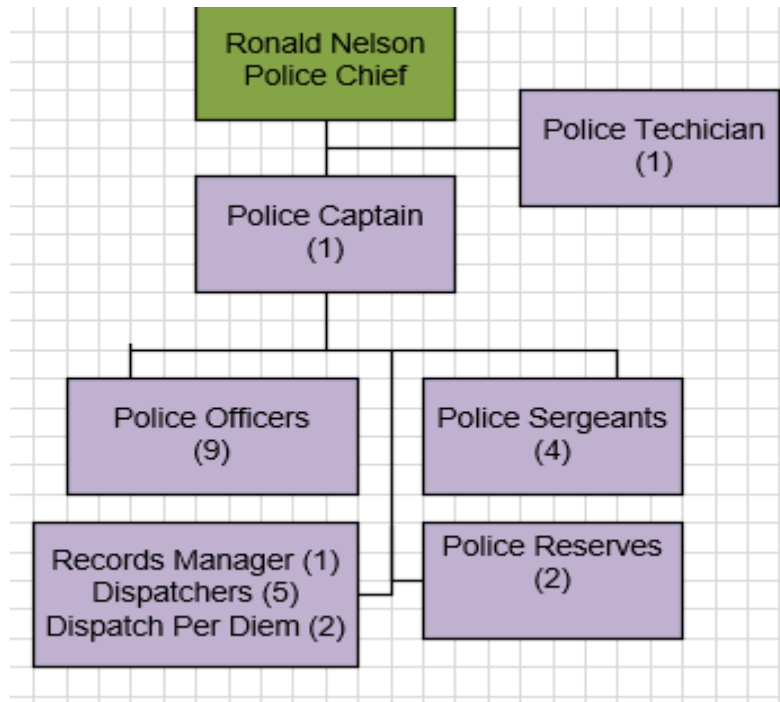 Ronald Nelson
Police Chief
Police Techician
(1)
Police Captain
(1)
Police Officers
(9)
Police Sergeants
(4)
Records Manager (1)
Dispatchers (5)
Dispatch Per Diem (2)
Police Reserves
(2)